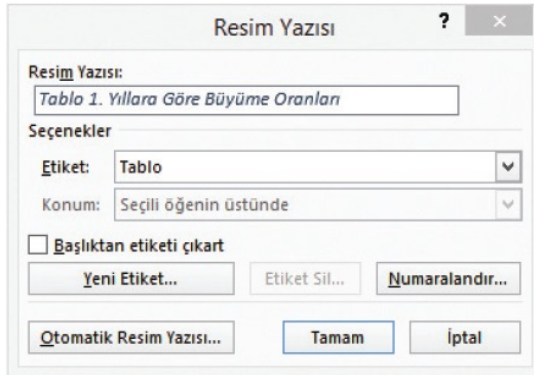 Resim Yazısı ? ×
Resim Yazısı:
Tablo 1. Yıllara Göre Büyüme Oranları
Seçenekler
Etiket: Tablo
Konum: Seçili öğenin üstünde
Başlıktan etiketi çıkart
Yeni Etiket... Etiket Sil... Numaralandır...
Otomatik Resim Yazısı... Tamam İptal